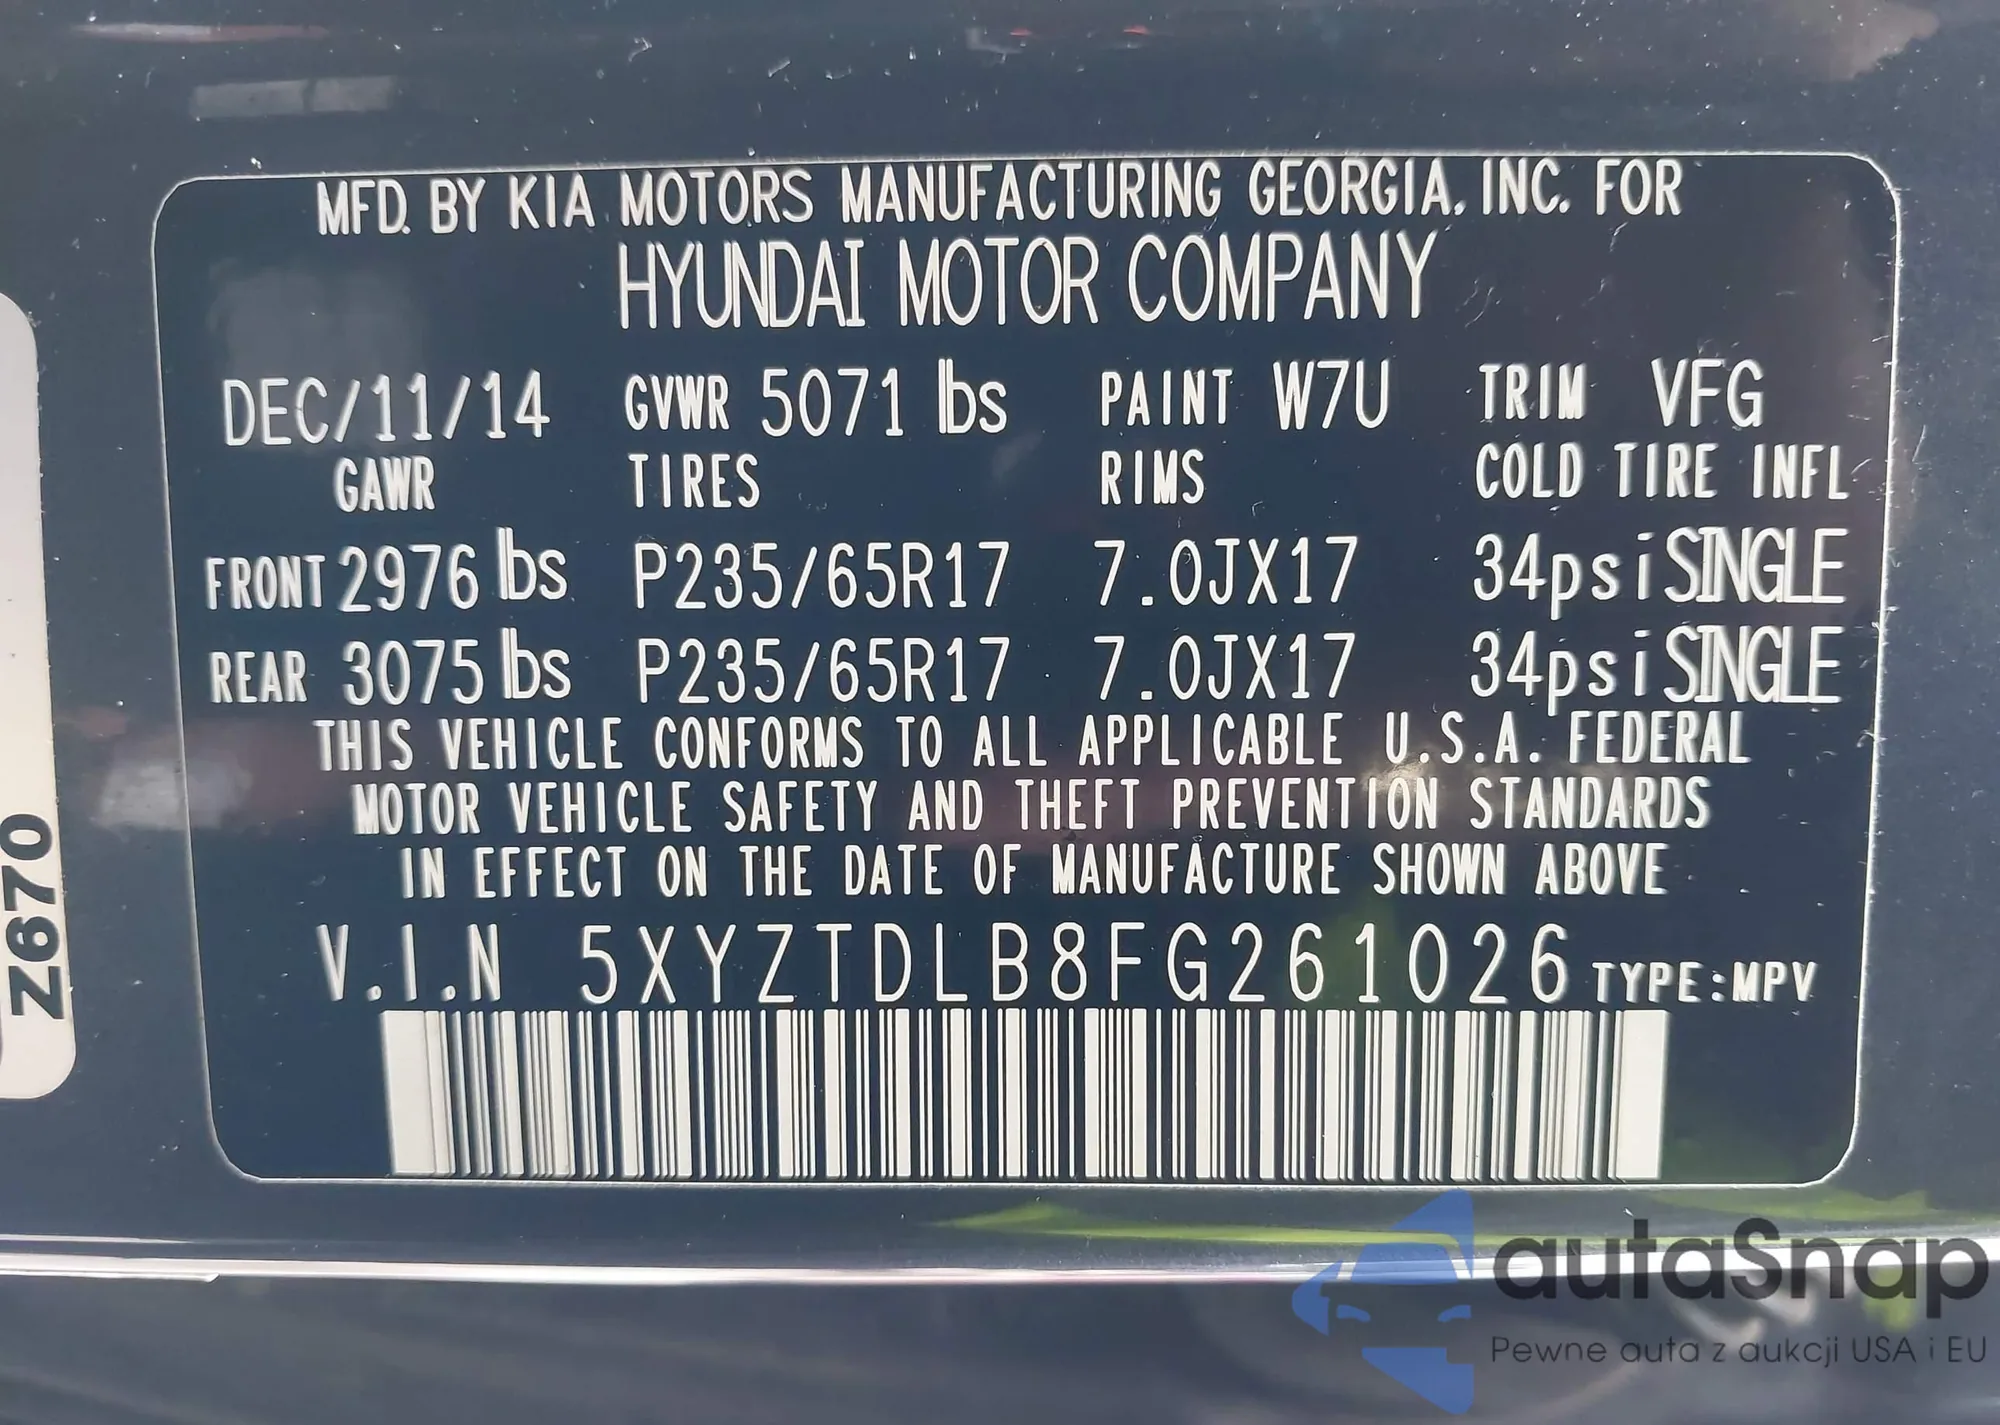 MFD. BY KIA MOTORS MANUFACTURING GEORGIA, INC. FOR
HYUNDAI MOTOR COMPANY
DEC/11/14 GVWR 5071 lbs PAINT W7U TRIM VFG
GAWR TIRES RIMS COLD TIRE INFL
FRONT 2976 lbs P235/65R17 7.0JX17 34psi SINGLE
REAR 3075 lbs P235/65R17 7.0JX17 34psi SINGLE
THIS VEHICLE CONFORMS TO ALL APPLICABLE U.S.A. FEDERAL
MOTOR VEHICLE SAFETY AND THEFT PREVENTION STANDARDS
IN EFFECT ON THE DATE OF MANUFACTURE SHOWN ABOVE
V.I.N 5XYZTDLB8FG261026 TYPE:MPV
Z670
autaSnap
Pewne auta z aukcji USA i EU